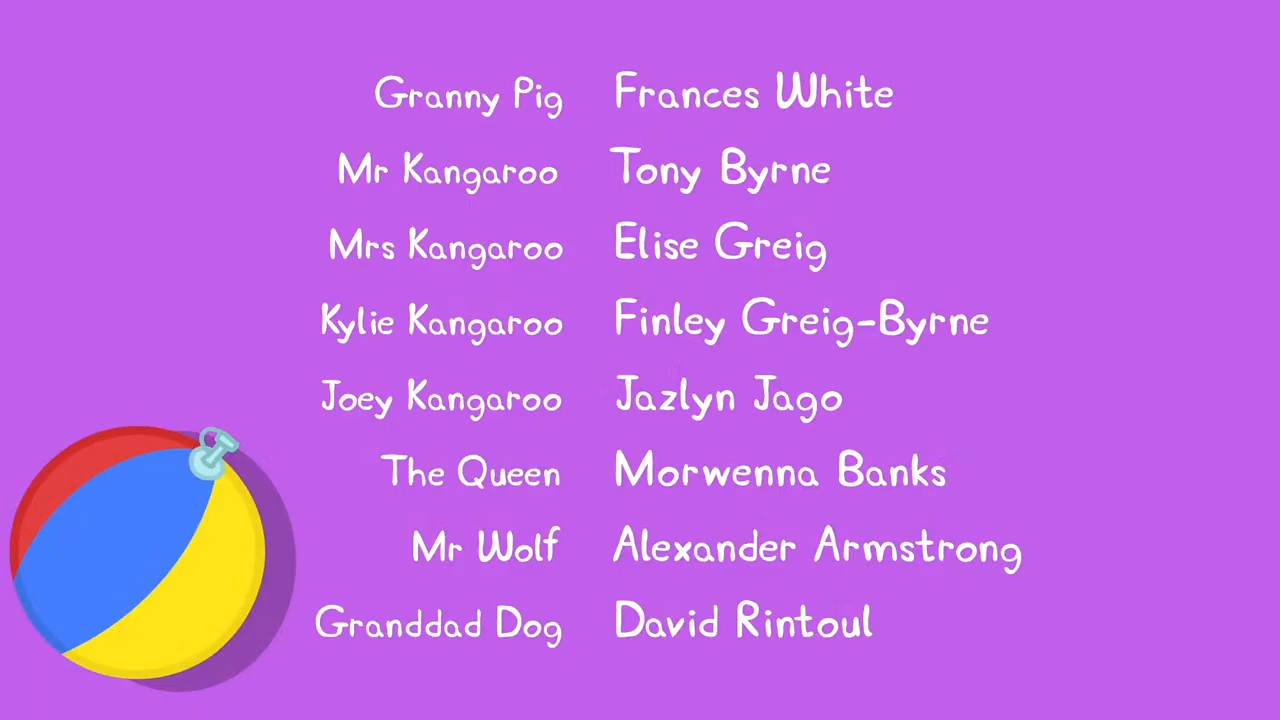 Granny Pig Frances White
Mr Kangaroo Tony Byrne
Mrs Kangaroo Elise Greig
Kylie Kangaroo Finley Greig-Byrne
Joey Kangaroo Jazlyn Jago
The Queen Morwenna Banks
Mr Wolf Alexander Armstrong
Granddad Dog David Rintoul